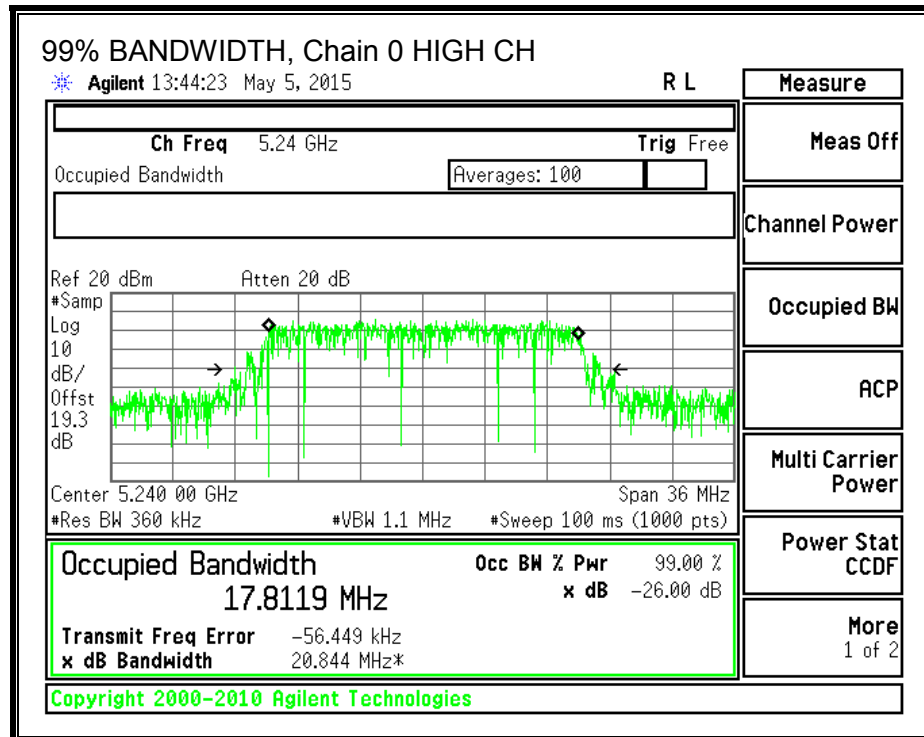 99% BANDWIDTH, Chain 0 HIGH CH
Agilent 13:44:23 May 5, 2015 R L
Measure
Ch Freq 5.24 GHz Trig Free
Occupied Bandwidth Averages: 100
Meas Off
Channel Power
Occupied BW
ACP
Multi Carrier
Power
Power Stat
CCDF
More
1 of 2
Ref 20 dBm Atten 20 dB
#Samp
Log
10
dB/
Offst
19.3
dB
Center 5.240 00 GHz Span 36 MHz
#Res BW 360 kHz #VBW 1.1 MHz #Sweep 100 ms (1000 pts)
Occupied Bandwidth Occ BW % Pwr 99.00 %
17.8119 MHz x dB -26.00 dB
Transmit Freq Error -56.449 kHz
x dB Bandwidth 20.844 MHz*
Copyright 2000-2010 Agilent Technologies